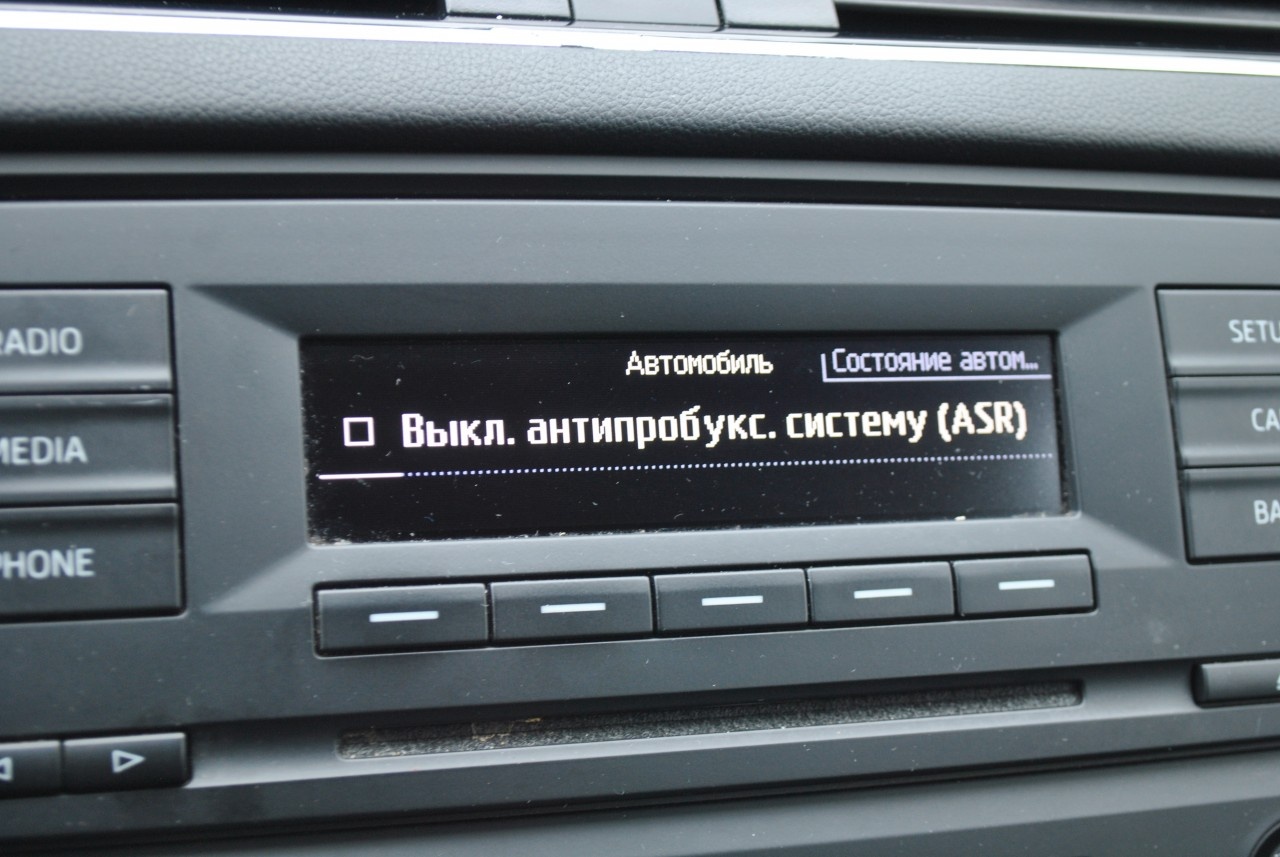 Автомобиль
Состояние автом...
Выкл. антипробукс. систему (ASR)
RADIO
MEDIA
PHONE
SETU
CA
BA